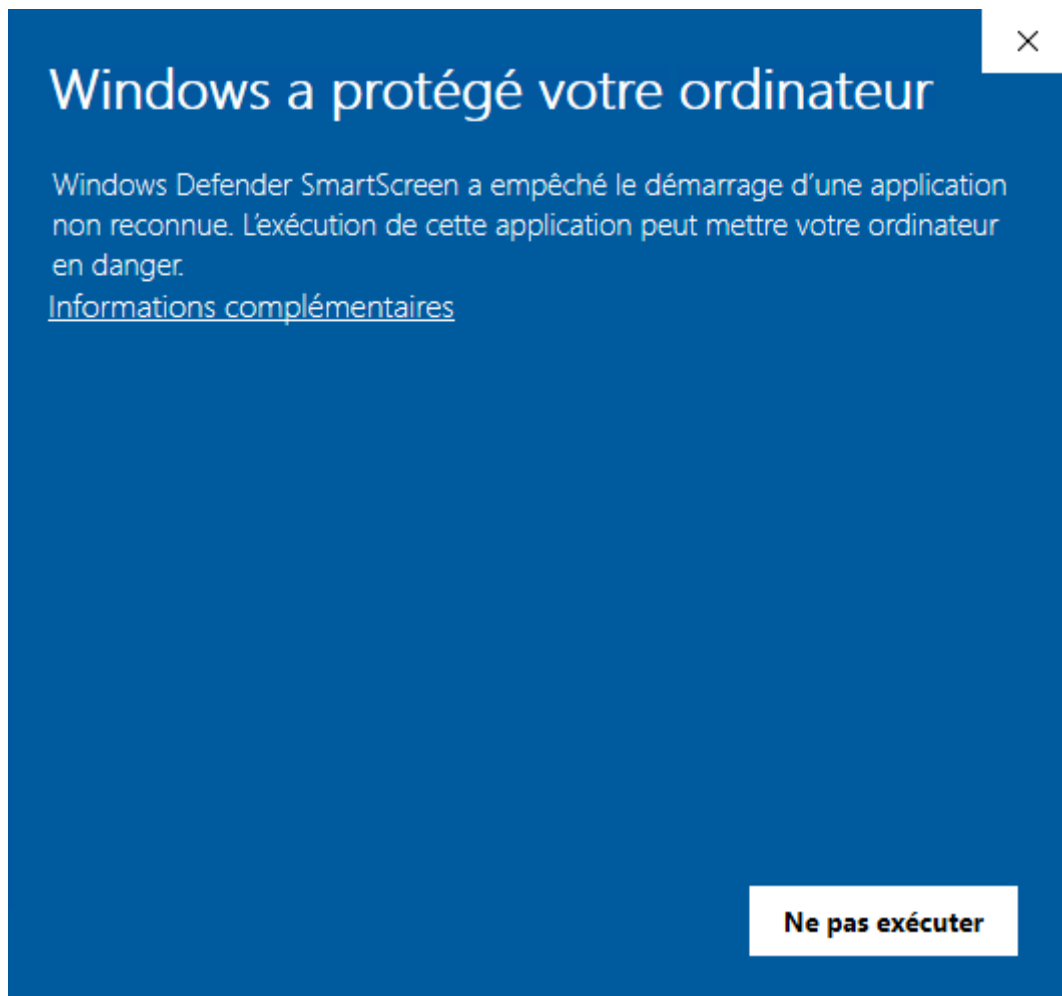 Windows a protégé votre ordinateur
Windows Defender SmartScreen a empêché le démarrage d'une application
non reconnue. L'exécution de cette application peut mettre votre ordinateur
en danger.
Informations complémentaires
Ne pas exécuter